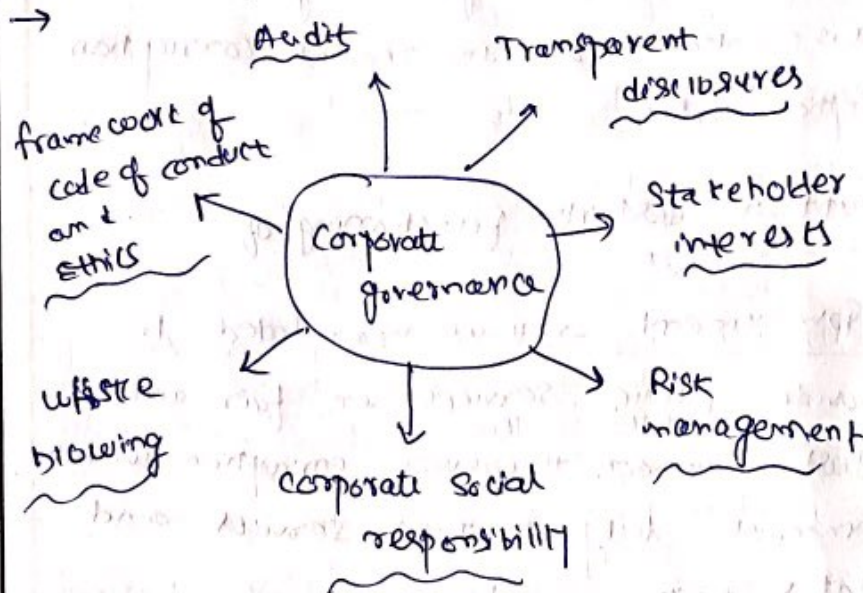 Audit
Transparent
disclosures
framework of
code of conduct
and
Ethics
Stakeholder
interests
Corporate
governance
Whistle
blowing
Risk
management
Corporate Social
responsibility